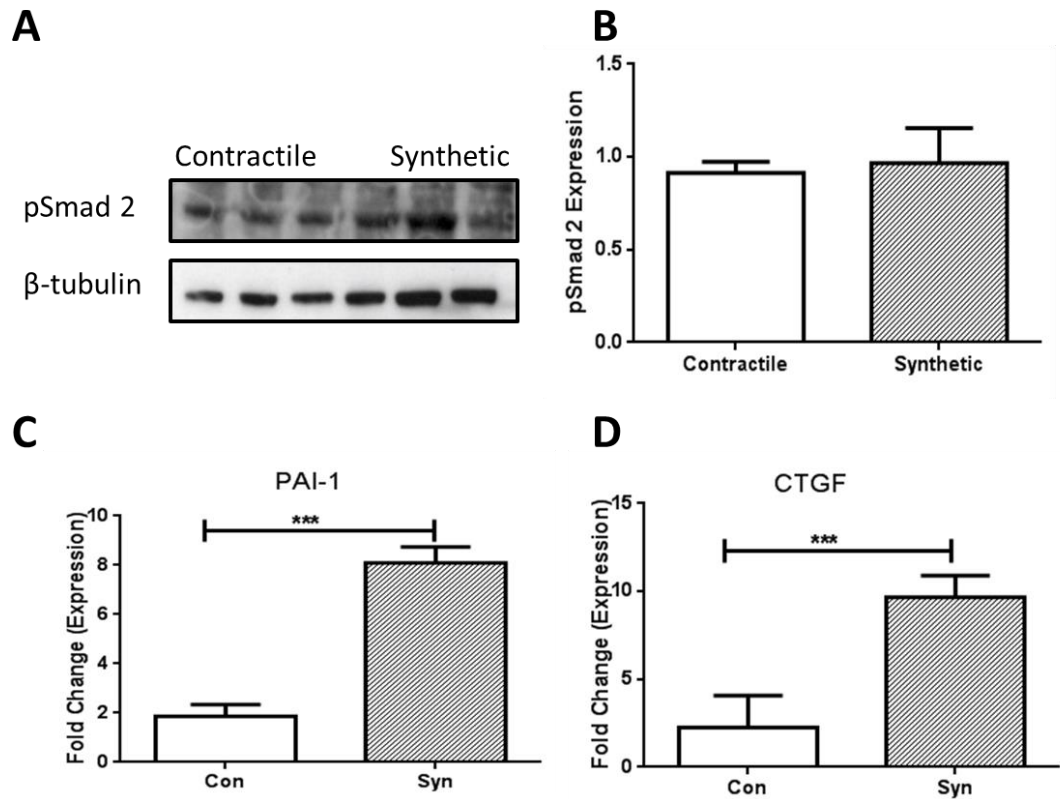 A
Contractile Synthetic
pSmad 2
β-tubulin
B
pSmad 2 Expression
1.5
1.0
0.5
0.0
Contractile Synthetic
C
PAI-1
Fold Change (Expression)
10
8
6
4
2
0
***
Con Syn
D
CTGF
Fold Change (Expression)
15
10
5
0
***
Con Syn